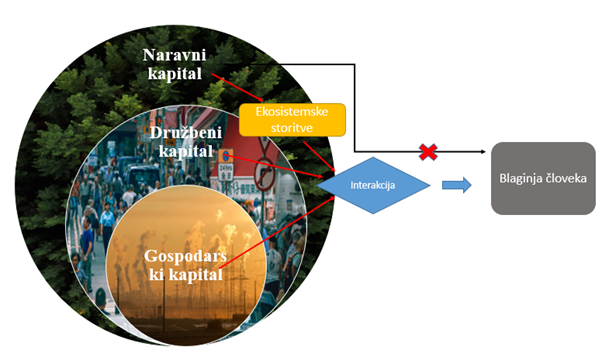 Naravni
kapital
Ekosistemske
storitve
Družbeni
kapital
Interakcija
Blaginja človeka
Gospodars
ki kapital